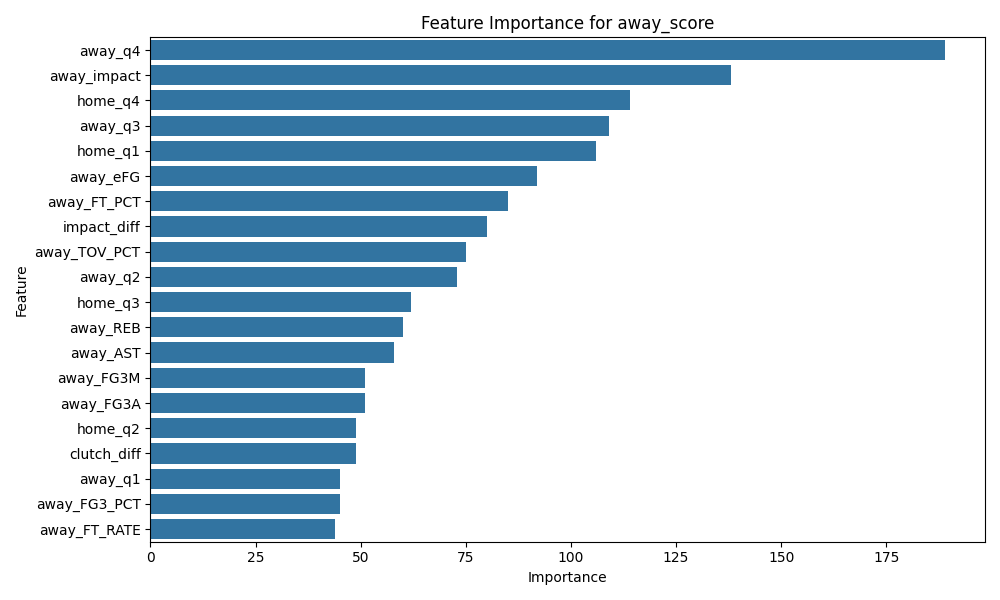 Feature Importance for away_score
away_q4
away_impact
home_q4
away_q3
home_q1
away_eFG
away_FT_PCT
impact_diff
away_TOV_PCT
away_q2
home_q3
away_REB
away_AST
away_FG3M
away_FG3A
home_q2
clutch_diff
away_q1
away_FG3_PCT
away_FT_RATE
Feature
0 25 50 75 100 125 150 175
Importance